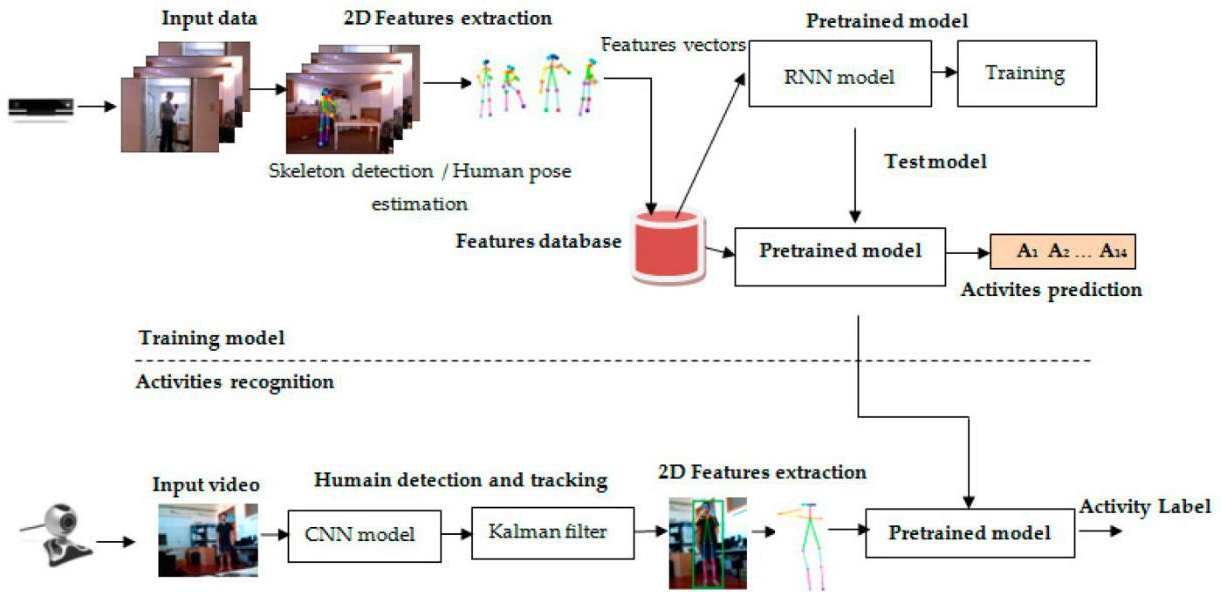 Input data
2D Features extraction
Pretrained model
Features vectors
RNN model
Training
Skeleton detection / Human pose
estimation
Test model
Features database
Pretrained model
A1 A2 ... A14
Activites prediction
Training model
Activities recognition
Input video
Humain detection and tracking
2D Features extraction
CNN model
Kalman filter
Pretrained model
Activity Label